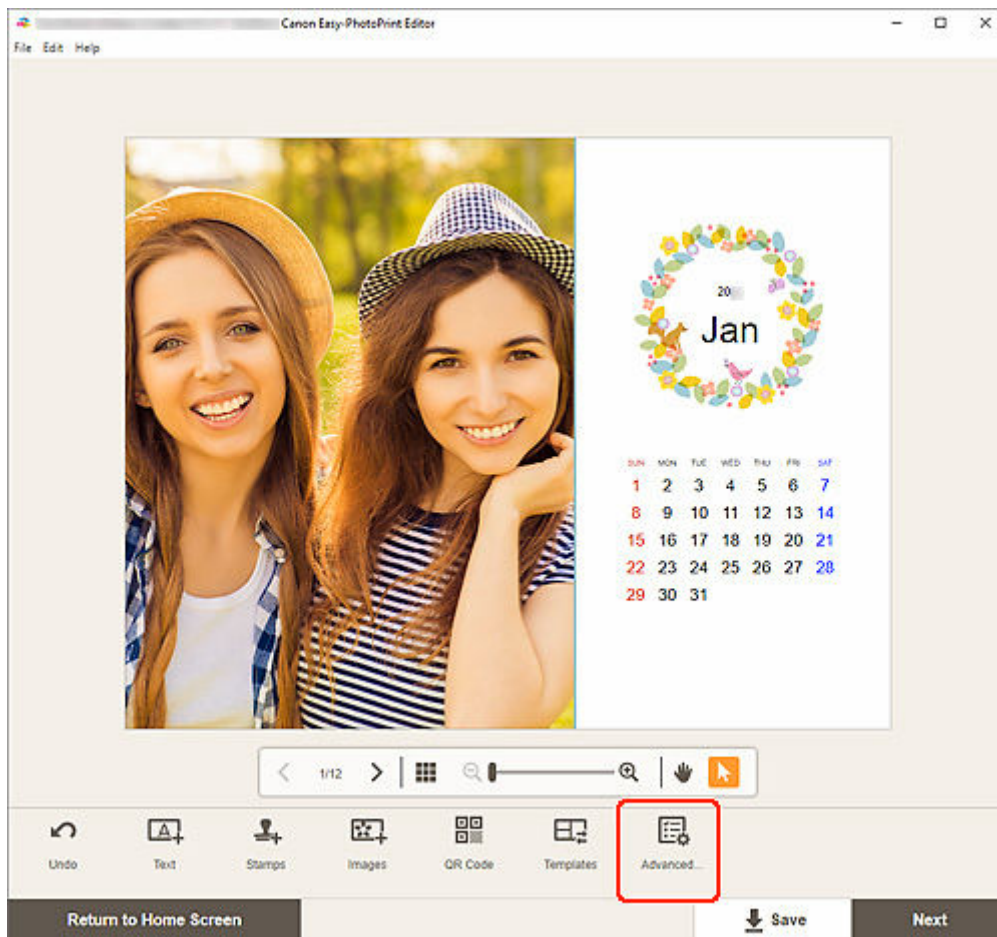 Canon Easy-PhotoPrint Editor
File Edit Help
20
Jan
SUN MON TUE WED THU FRI SAT
1 2 3 4 5 6 7
8 9 10 11 12 13 14
15 16 17 18 19 20 21
22 23 24 25 26 27 28
29 30 31
1/12
Undo Text Stamps Images QR Code Templates Advanced...
Return to Home Screen Save Next